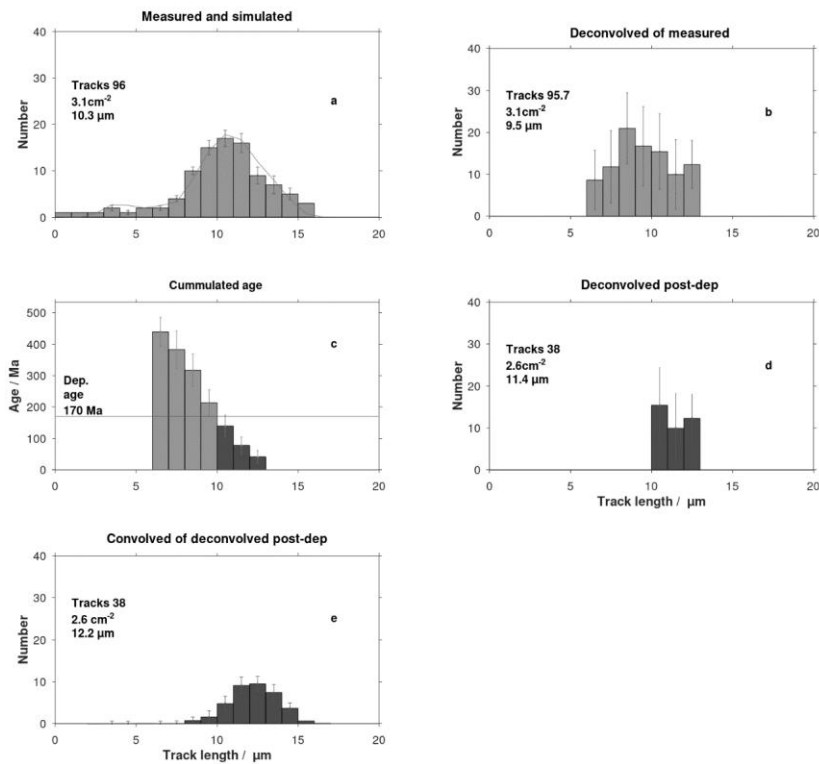 Measured and simulated
40
30
20
10
0
Number
Tracks 96
3.1cm-2
10.3 µm
a
0 5 10 15 20
Deconvolved of measured
40
30
20
10
0
Number
Tracks 95.7
3.1cm-2
9.5 µm
b
0 5 10 15 20
Cummulated age
500
400
300
200
100
0
Age / Ma
Dep.
age
170 Ma
c
0 5 10 15 20
Deconvolved post-dep
40
30
20
10
0
Number
Tracks 38
2.6cm-2
11.4 µm
d
0 5 10 15 20
Track length / µm
Convolved of deconvolved post-dep
40
30
20
10
0
Number
Tracks 38
2.6 cm-2
12.2 µm
e
0 5 10 15 20
Track length / µm